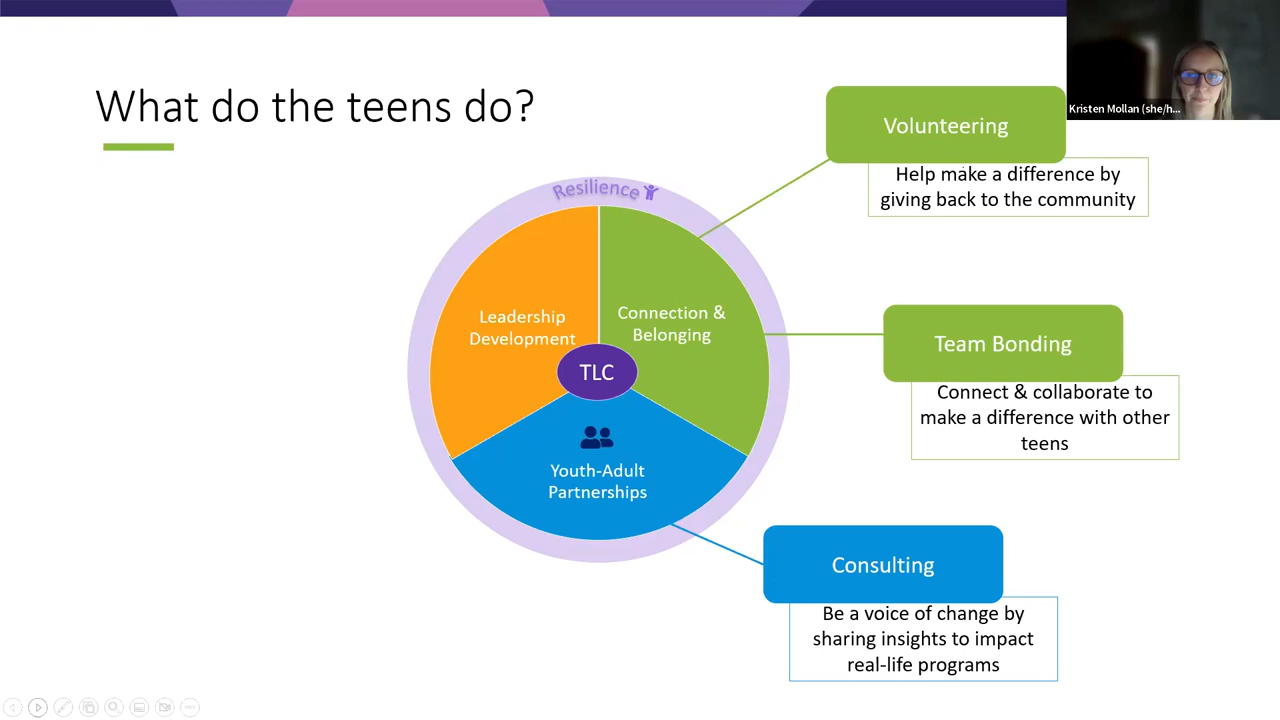 What do the teens do?
Kristen Mollan (she/h...
Volunteering
Help make a difference by
giving back to the community
Resilience
Leadership
Development
Connection &
Belonging
TLC
Youth-Adult
Partnerships
Team Bonding
Connect & collaborate to
make a difference with other
teens
Consulting
Be a voice of change by
sharing insights to impact
real-life programs